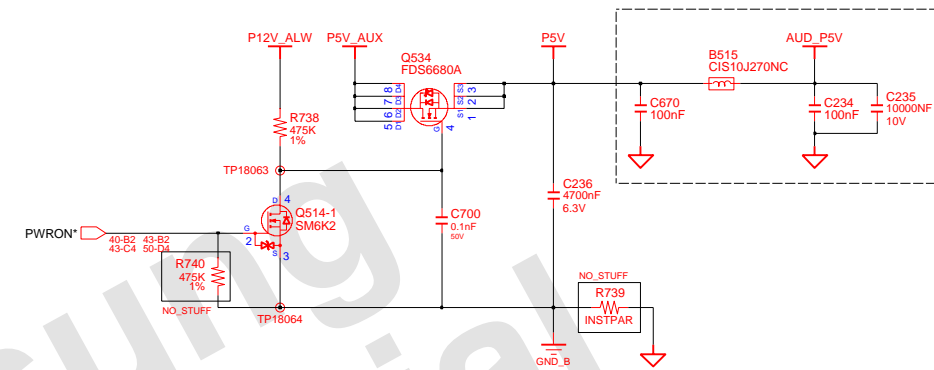 P12V_ALW
P5V_AUX
P5V
AUD_P5V
Q534
FDS6680A
B515
CIS10J270NC
8 D4
7 D3
6 D2
5 D1
S3 3
S2 2
S1 1
G 4
R738
475K
1%
C670
100nF
C234
100nF
C235
10000NF
10V
TP18063
D 4
Q514-1
SM6K2
G
2
S 3
C700
0.1nF
50V
C236
4700nF
6.3V
PWRON*
40-B2 43-B2
43-C4 50-D4
R740
475K
1%
NO_STUFF
TP18064
NO_STUFF
R739
INSTPAR
GND_B
sung
ial